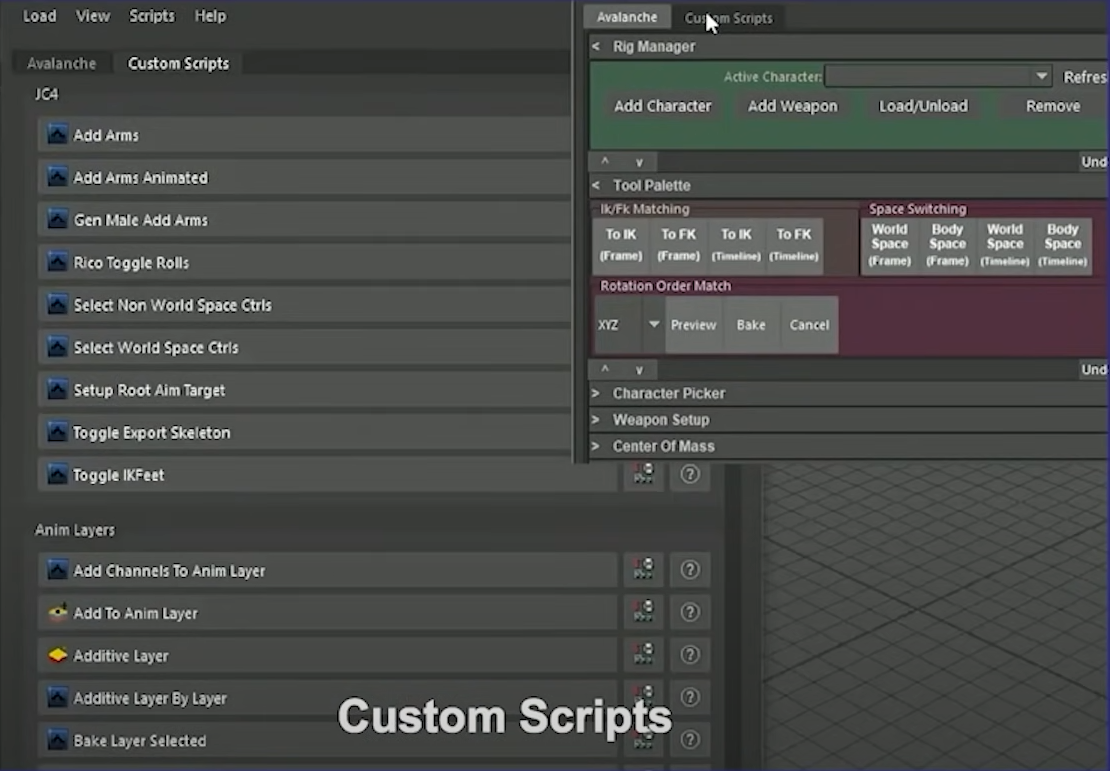 Load View Scripts Help
Avalanche Custom Scripts
JC4
Add Arms
Add Arms Animated
Gen Male Add Arms
Rico Toggle Rolls
Select Non World Space Ctrls
Select World Space Ctrls
Setup Root Aim Target
Toggle Export Skeleton
Toggle IKFeet
?
Anim Layers
Add Channels To Anim Layer
?
Add To Anim Layer
?
Additive Layer
?
Additive Layer By Layer
?
Bake Layer Selected
?
Avalanche Custom Scripts
< Rig Manager
Active Character: Refres
Add Character Add Weapon Load/Unload Remove
^ v Und
< Tool Palette
Ik/Fk Matching
To IK (Frame)
To FK (Frame)
To IK (Timeline)
To FK (Timeline)
Space Switching
World Space (Frame)
Body Space (Frame)
World Space (Timeline)
Body Space (Timeline)
Rotation Order Match
XYZ Preview Bake Cancel
^ v Und
> Character Picker
> Weapon Setup
> Center Of Mass
Custom Scripts